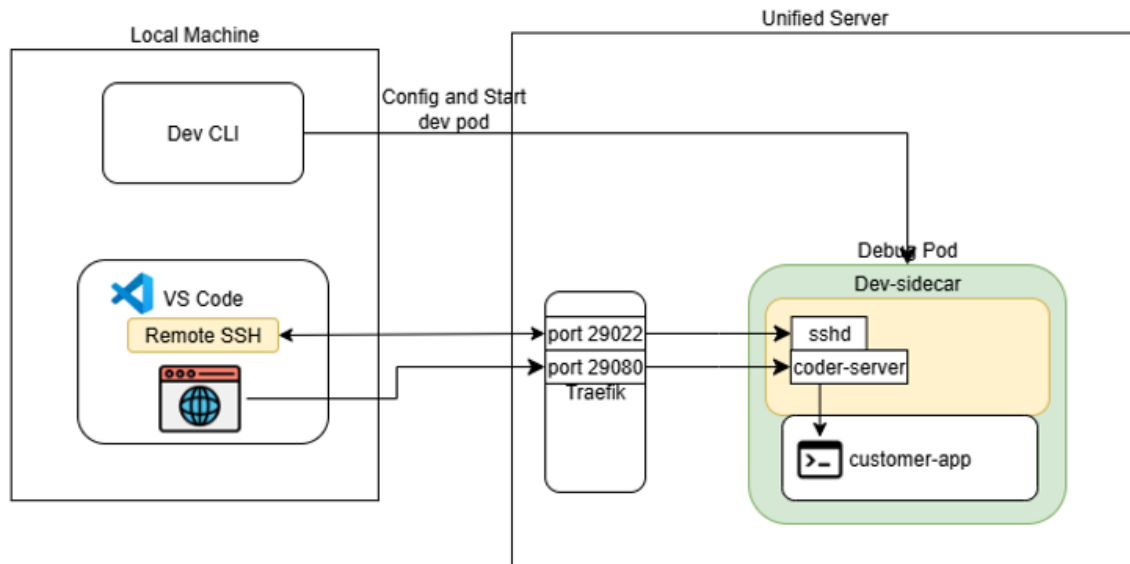 Unified Server
Local Machine
Config and Start
dev pod
Dev CLI
Debug Pod
Dev-sidecar
VS Code
Remote SSH
port 29022
sshd
port 29080
coder-server
Traefik
customer-app